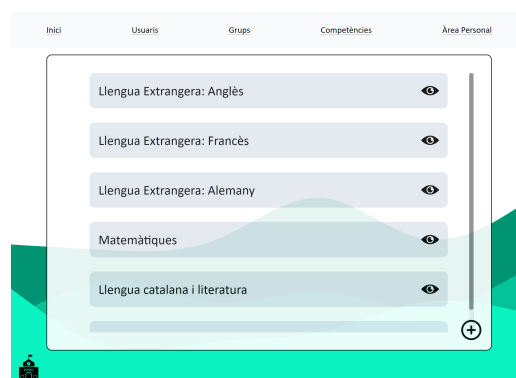 Inici
Usuaris
Grups
Competències
Àrea Personal
Llengua Extrangera: Anglès
Llengua Extrangera: Francès
Llengua Extrangera: Alemany
Matemàtiques
Llengua catalana i literatura